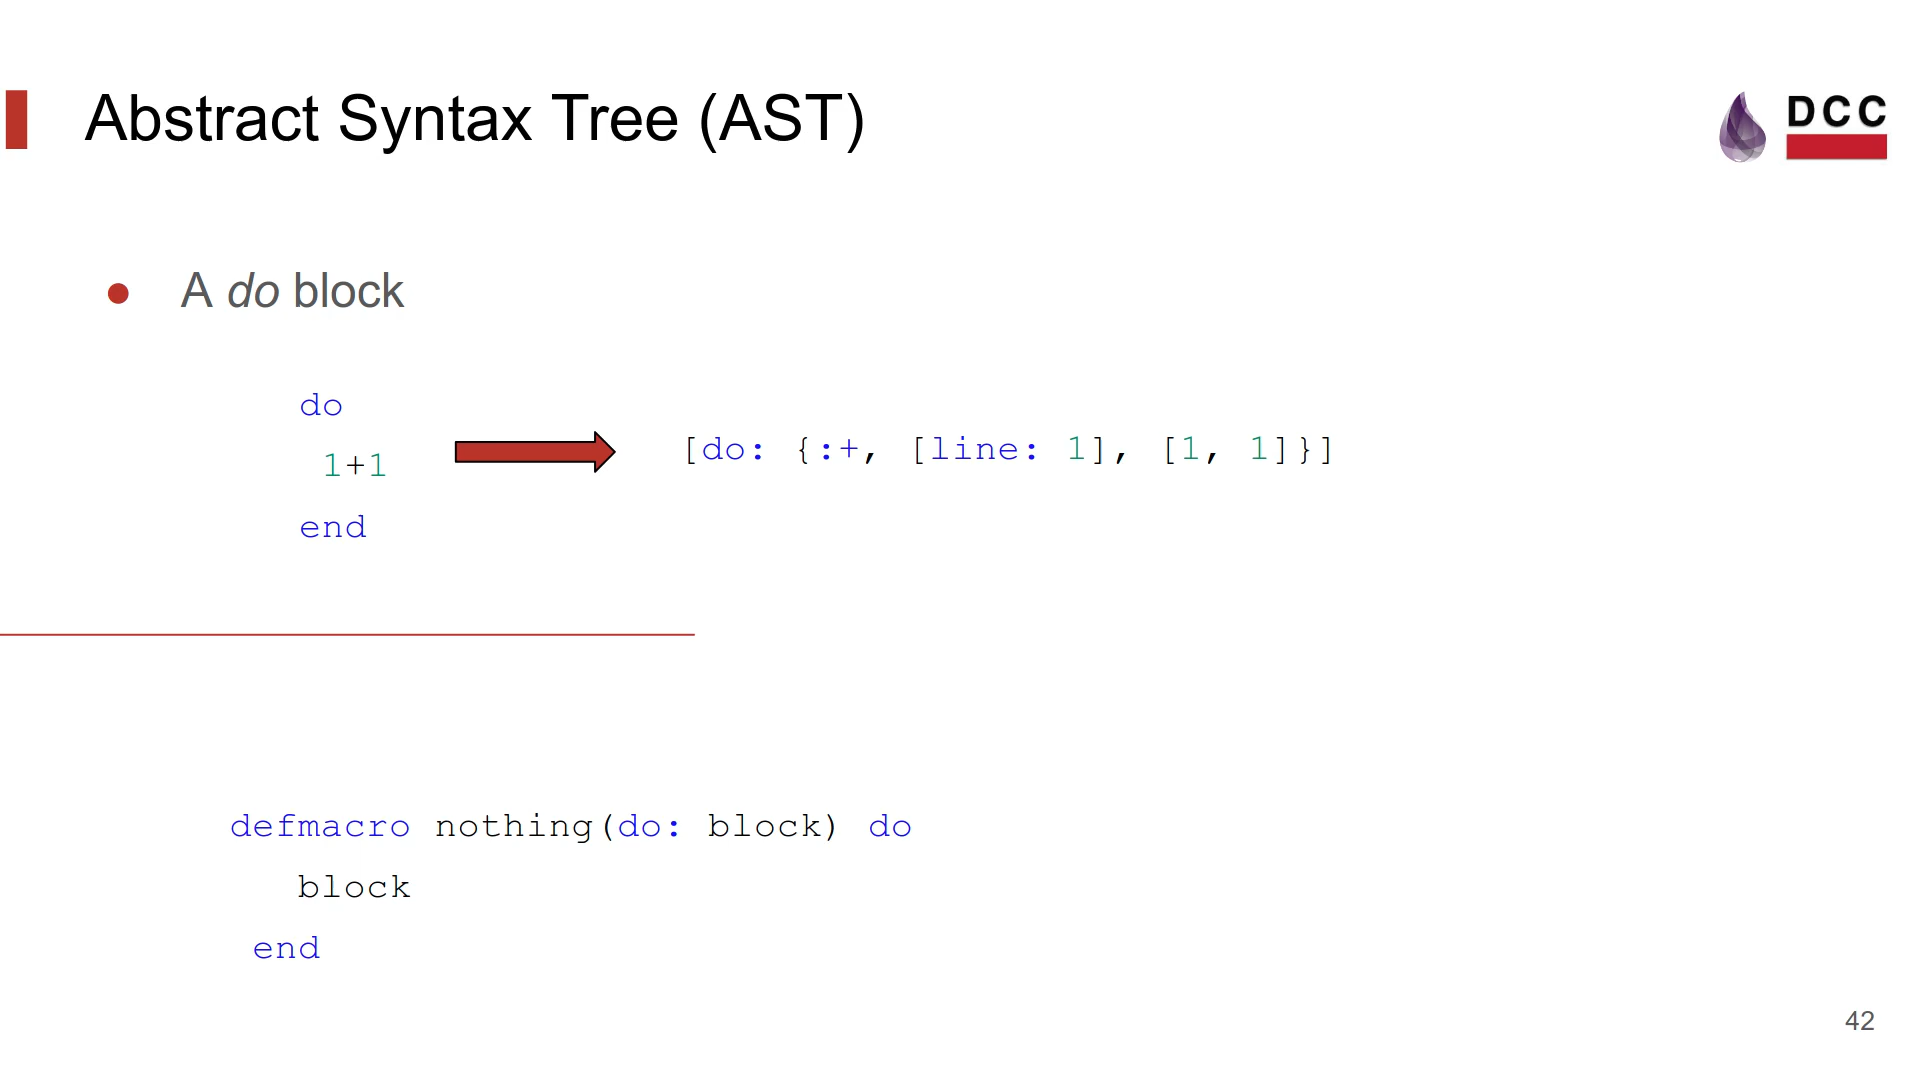 Abstract Syntax Tree (AST)
DCC
● A do block
do
1+1
end
[do: {:+, [line: 1], [1, 1]}]
defmacro nothing(do: block) do
block
end
42